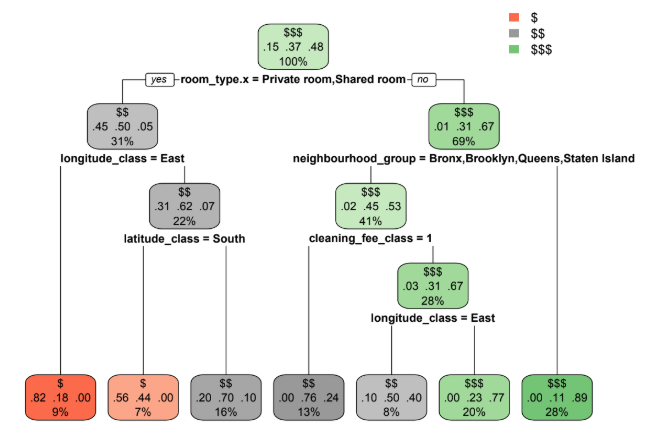 $
$$
$$$
$$$
.15 .37 .48
100%
yes room_type.x = Private room,Shared room no
$$
.45 .50 .05
31%
$$$
.01 .31 .67
69%
longitude_class = East
neighbourhood_group = Bronx,Brooklyn,Queens,Staten Island
$$
.31 .62 .07
22%
$$$
.02 .45 .53
41%
latitude_class = South
cleaning_fee_class = 1
$$$
.03 .31 .67
28%
longitude_class = East
$
.82 .18 .00
9%
$
.56 .44 .00
7%
$$
.20 .70 .10
16%
$$
.00 .76 .24
13%
$$
.10 .50 .40
8%
$$$
.00 .23 .77
20%
$$$
.00 .11 .89
28%